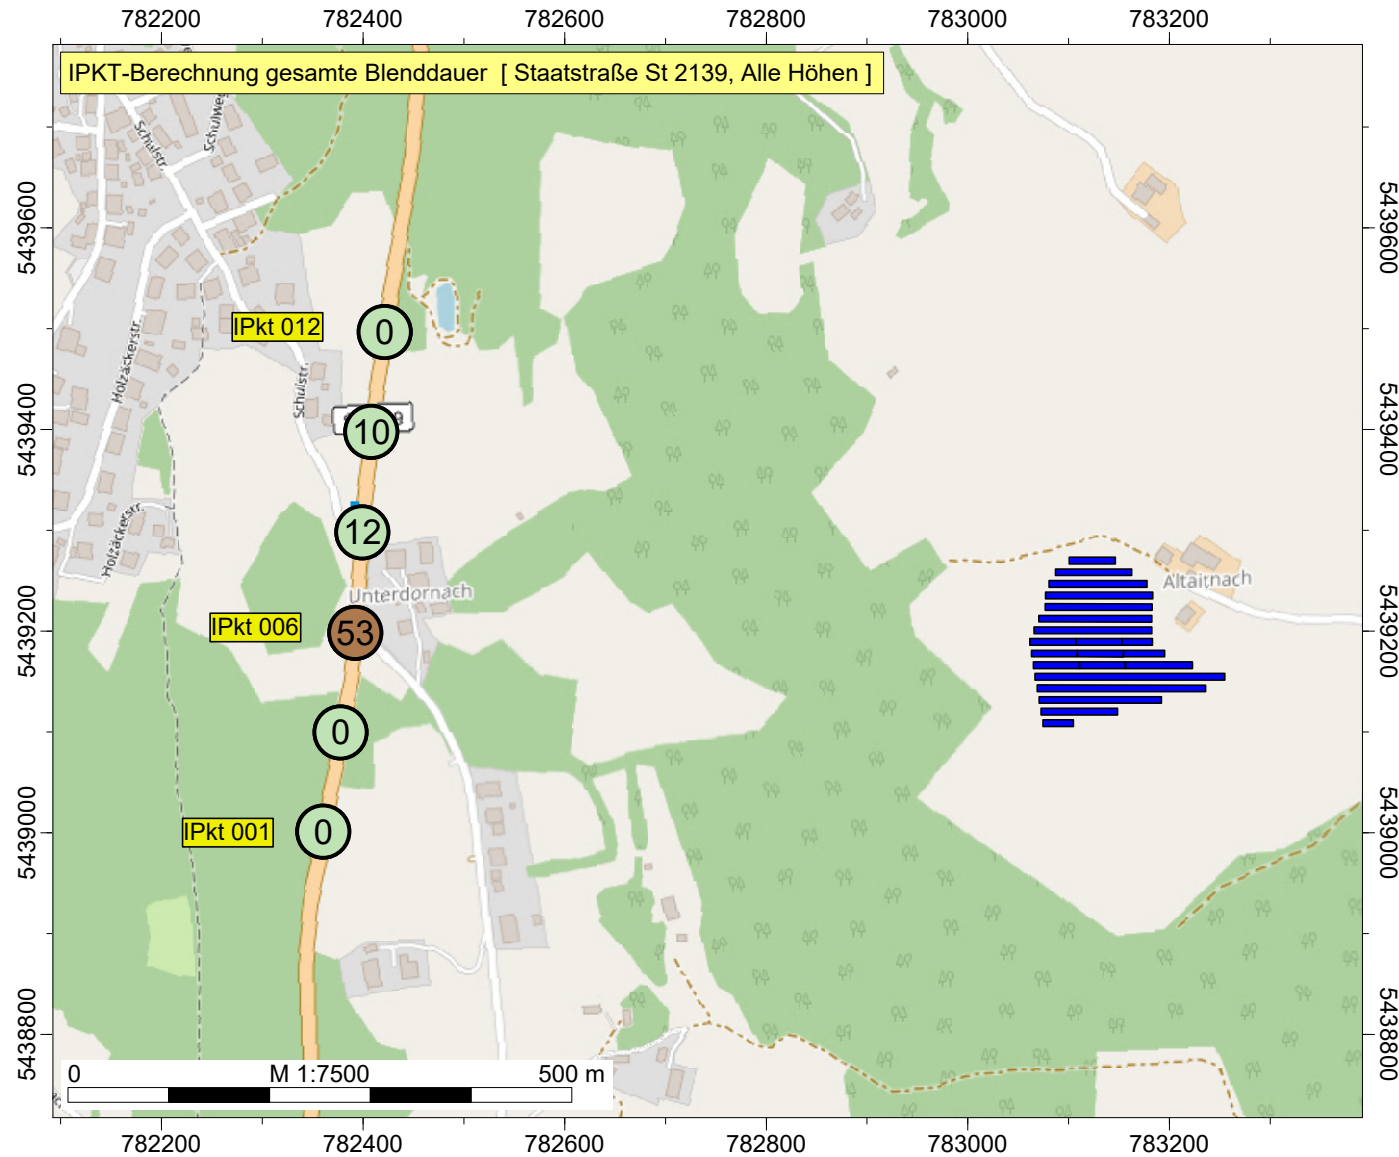 782200 782400 782600 782800 783000 783200
IPKT-Berechnung gesamte Blenddauer [ Staatstraße St 2139, Alle Höhen ]
Schulstr.
Schulweg
5439600
5439600
IPkt 012
0
Holzäckerstr.
Schulstr.
9
10
5439400
5439400
12
Holzäckerstr.
Altaitnach
Unterdornach
IPkt 006
53
5439200
5439200
0
IPkt 001
0
5439000
5439000
5438800
5438800
0 M 1:7500 500 m
782200 782400 782600 782800 783000 783200